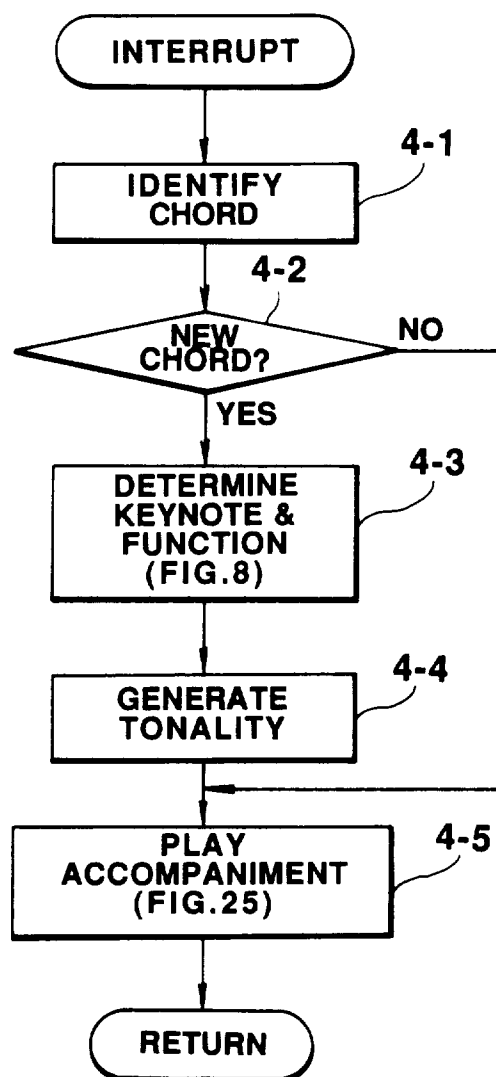 INTERRUPT
4-1
IDENTIFY
CHORD
4-2
NEW
CHORD?
NO
YES
4-3
DETERMINE
KEYNOTE &
FUNCTION
(FIG.8)
4-4
GENERATE
TONALITY
4-5
PLAY
ACCOMPANIMENT
(FIG.25)
RETURN